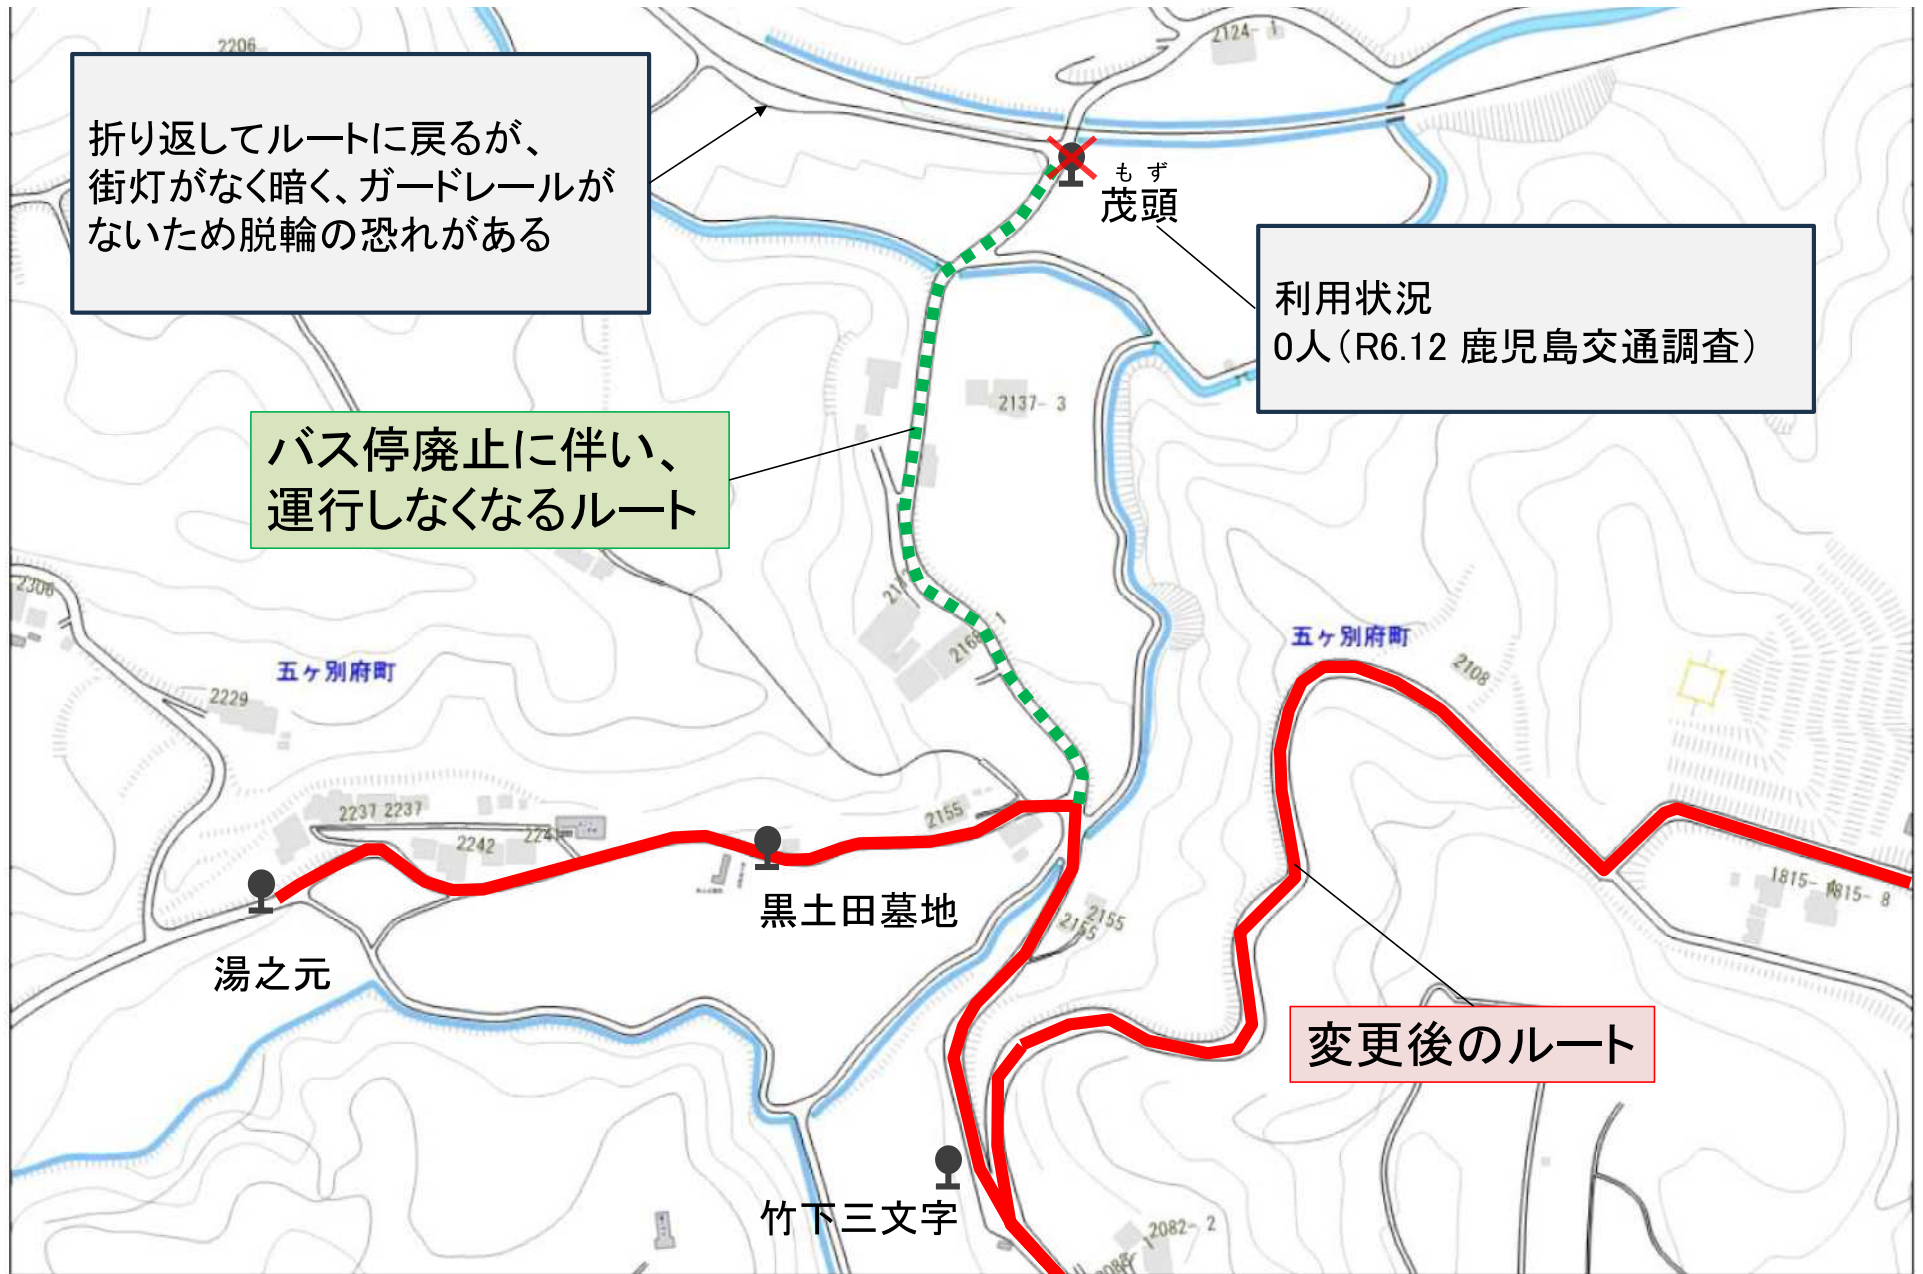 2206
2124- 1
折り返してルートに戻るが、
街灯がなく暗く、ガードレールが
ないため脱輪の恐れがある
もず
茂頭
利用状況
0人（R6.12 鹿児島交通調査）
2137- 3
バス停廃止に伴い、
運行しなくなるルート
2306
2168-1
五ヶ別府町
五ヶ別府町
2108
2229
2237 2237
2242
2241
2155
1815-
1815- 8
黒土田墓地
2155
2155
湯之元
変更後のルート
竹下三文字
2082- 2